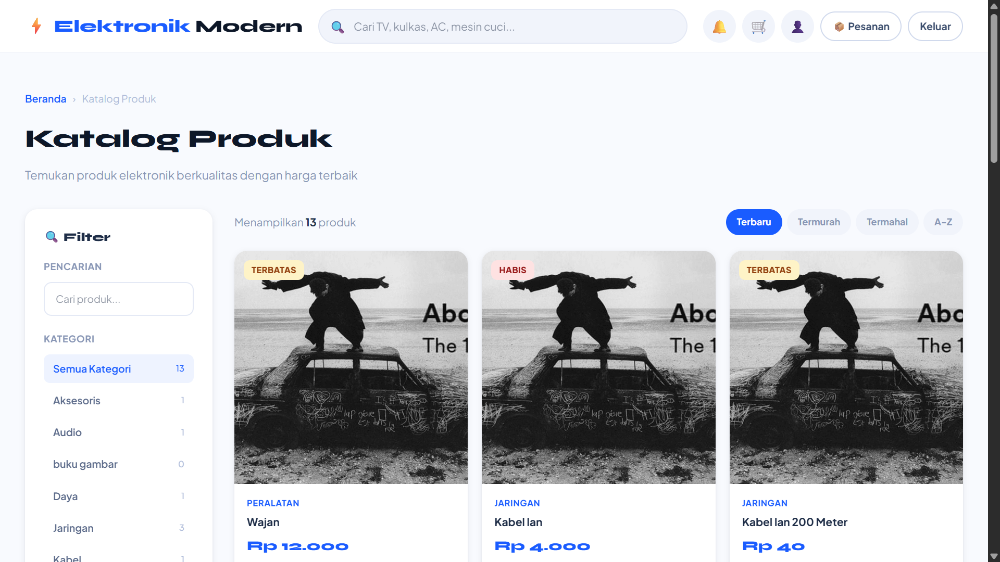 Elektronik Modern
Cari TV, kulkas, AC, mesin cuci...
Pesanan
Keluar
Beranda › Katalog Produk
Katalog Produk
Temukan produk elektronik berkualitas dengan harga terbaik
Filter
PENCARIAN
Cari produk...
KATEGORI
Semua Kategori 13
Aksesoris 1
Audio 1
buku gambar 0
Daya 1
Jaringan 3
Kabel 1
Menampilkan 13 produk
Terbaru
Termurah
Termahal
A-Z
TERBATAS
Abo
The 1
PERALATAN
Wajan
Rp 12.000
HABIS
Abo
The 1
JARINGAN
Kabel lan
Rp 4.000
TERBATAS
Abo
The 1
JARINGAN
Kabel lan 200 Meter
Rp 40